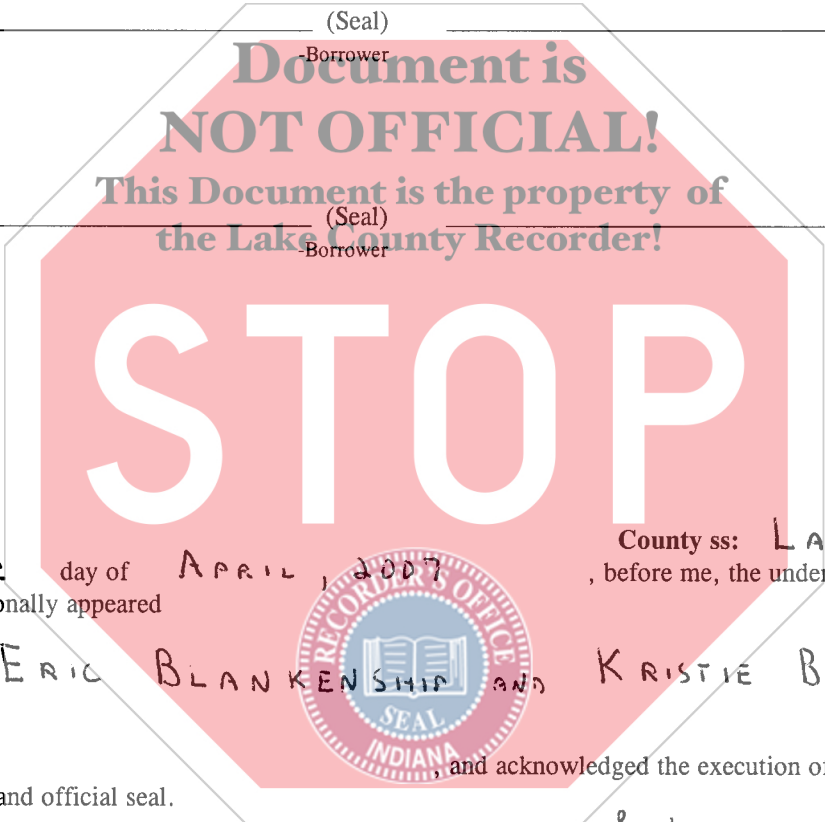 (Seal)
-Borrower
Document is
NOT OFFICIAL!
This Document is the property of
(Seal)
the Lake County Recorder!
-Borrower
STOP
County ss: LA
day of APRIL, 2007 , before me, the under
onally appeared
RECORDER'S OFFICE
ERIC BLANKENSHIP AND KRISTIE B
SEAL
INDIANA
, and acknowledged the execution o
and official seal.